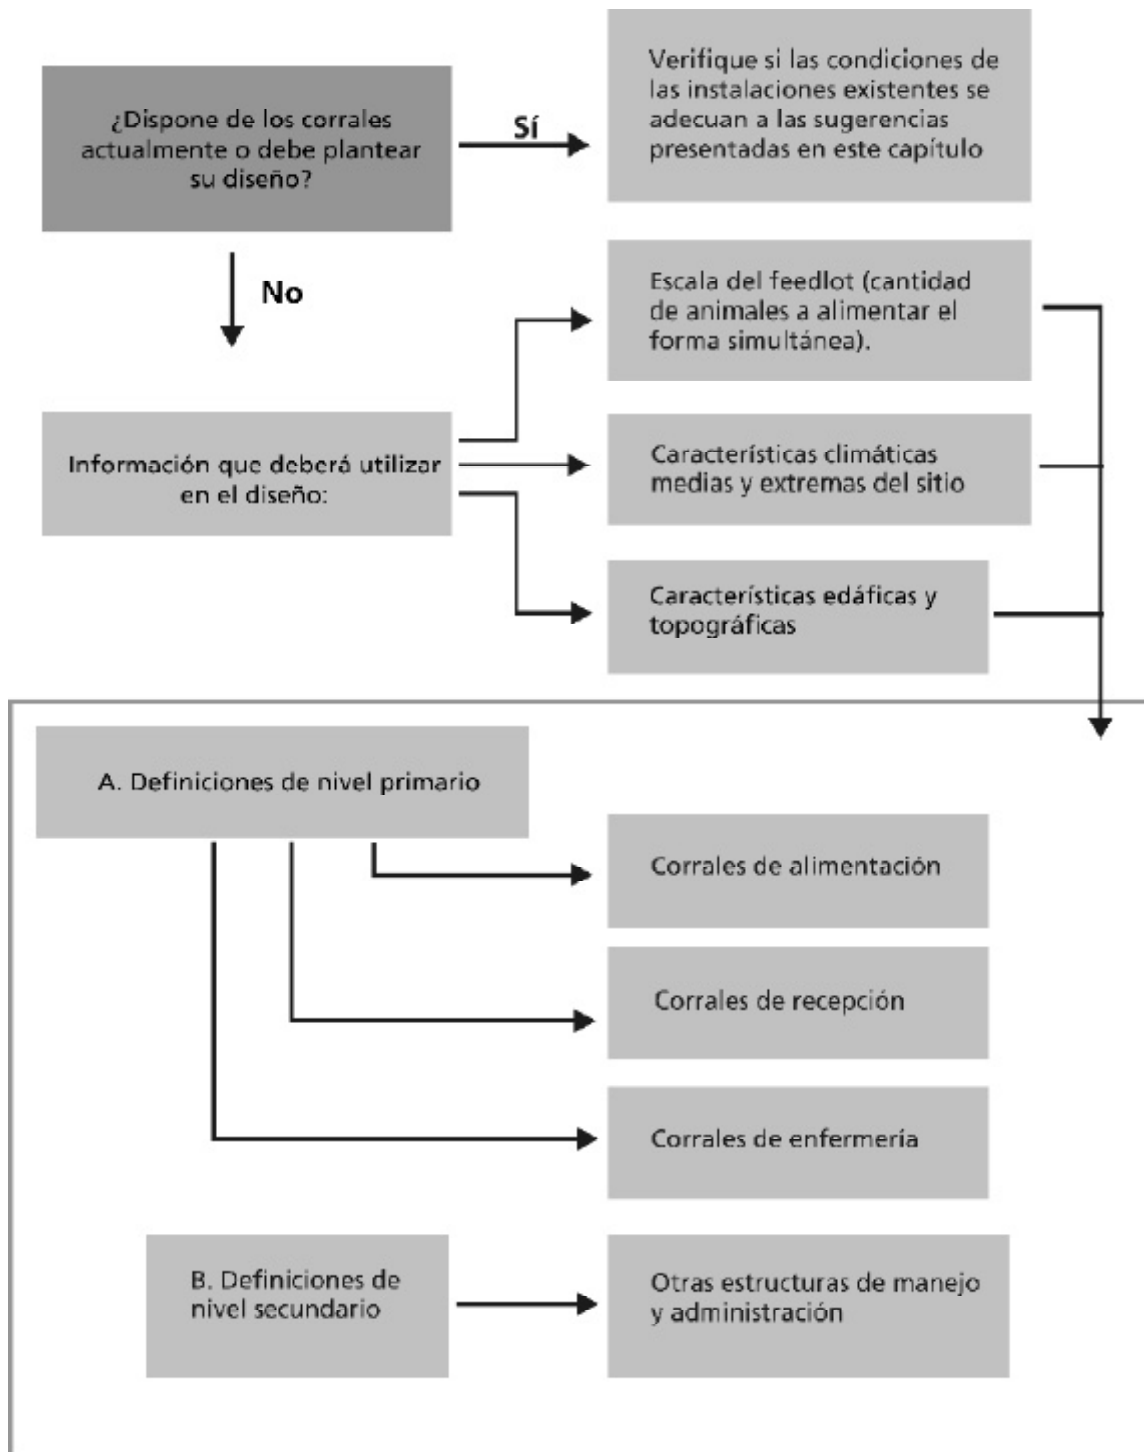 ¿Dispone de los corrales
actualmente o debe plantear
su diseño?
Sí
Verifique si las condiciones de
las instalaciones existentes se
adecuan a las sugerencias
presentadas en este capítulo
No
Escala del feedlot (cantidad
de animales a alimentar el
forma simultánea).
Información que deberá utilizar
en el diseño:
Características climáticas
medias y extremas del sitio
Características edáficas y
topográficas
A. Definiciones de nivel primario
Corrales de alimentación
Corrales de recepción
Corrales de enfermería
B. Definiciones de
nivel secundario
Otras estructuras de manejo
y administración